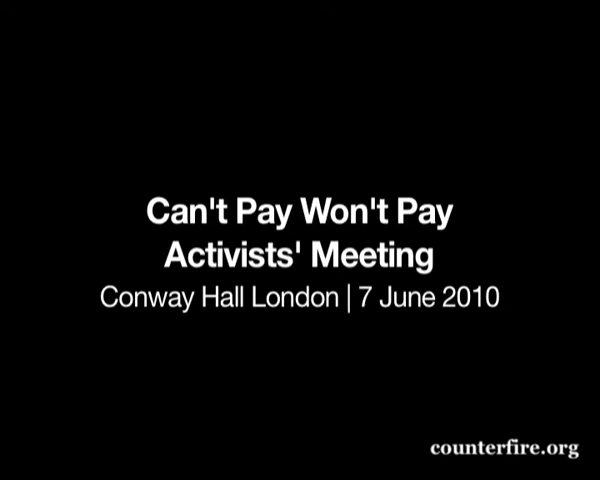 Can't Pay Won't Pay
Activists' Meeting
Conway Hall London | 7 June 2010
counterfire.org